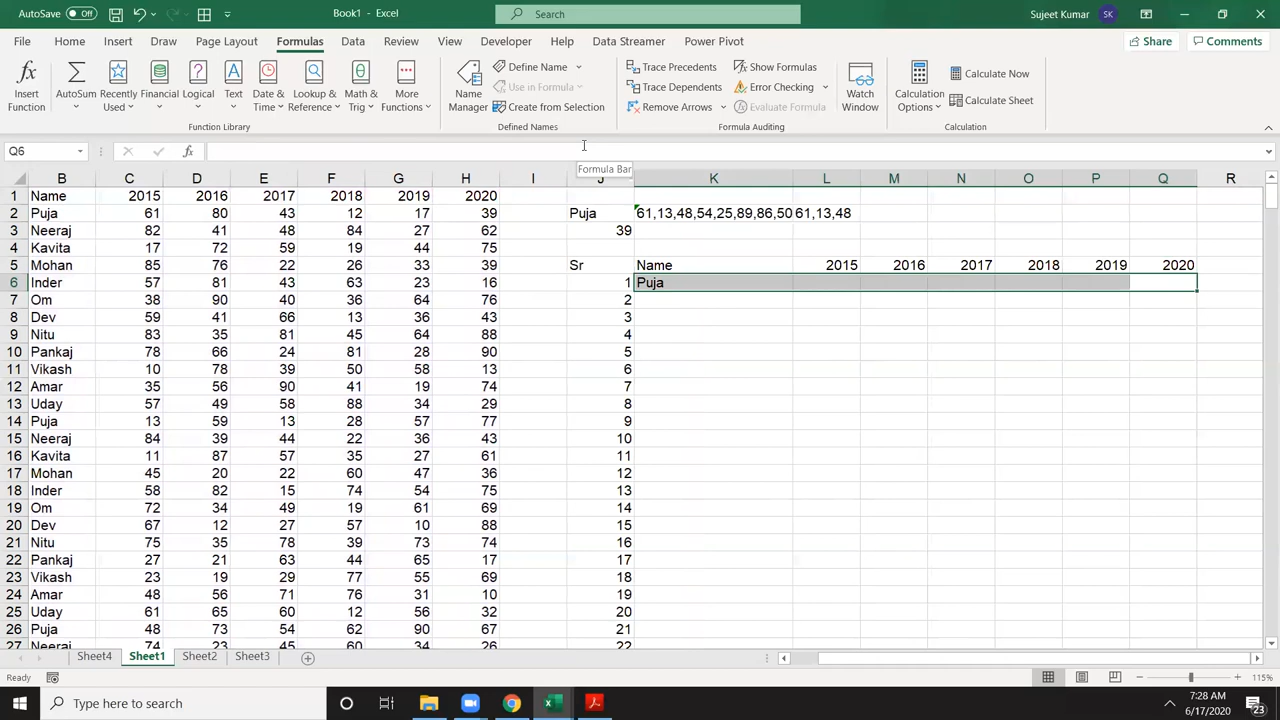 AutoSave Off Book1 - Excel Search Sujeet Kumar SK
File Home Insert Draw Page Layout Formulas Data Review View Developer Help Data Streamer Power Pivot Share Comments
Insert Function AutoSum Recently Used Financial Logical Text Date & Time Lookup & Reference Math & Trig More Functions Name Manager Define Name Use in Formula Create from Selection Trace Precedents Trace Dependents Remove Arrows Show Formulas Error Checking Evaluate Formula Watch Window Calculation Options Calculate Now Calculate Sheet
Function Library Defined Names Formula Auditing Calculation
Q6 fx
Formula Bar
B C D E F G H I J K L M N O P Q R
1 Name 2015 2016 2017 2018 2019 2020
2 Puja 61 80 43 12 17 39 Puja 61,13,48,54,25,89,86,50 61,13,48
3 Neeraj 82 41 48 84 27 62 39
4 Kavita 17 72 59 19 44 75
5 Mohan 85 76 22 26 33 39 Sr Name 2015 2016 2017 2018 2019 2020
6 Inder 57 81 43 63 23 16 1 Puja
7 Om 38 90 40 36 64 76 2
8 Dev 59 41 66 13 36 43 3
9 Nitu 83 35 81 45 64 88 4
10 Pankaj 78 66 24 81 28 90 5
11 Vikash 10 78 39 50 58 13 6
12 Amar 35 56 90 41 19 74 7
13 Uday 57 49 58 88 34 29 8
14 Puja 13 59 13 28 57 77 9
15 Neeraj 84 39 44 22 36 43 10
16 Kavita 11 87 57 35 27 61 11
17 Mohan 45 20 22 60 47 36 12
18 Inder 58 82 15 74 54 75 13
19 Om 72 34 49 19 61 69 14
20 Dev 67 12 27 57 10 88 15
21 Nitu 75 35 78 39 73 74 16
22 Pankaj 27 21 63 44 65 17 17
23 Vikash 23 19 29 77 55 69 18
24 Amar 48 56 71 76 31 10 19
25 Uday 61 65 60 12 56 32 20
26 Puja 48 73 54 62 90 67 21
27 Neeraj 74 23 45 60 34 26 22
Sheet4 Sheet1 Sheet2 Sheet3
Ready 115%
Type here to search 7:28 AM
6/17/2020 23